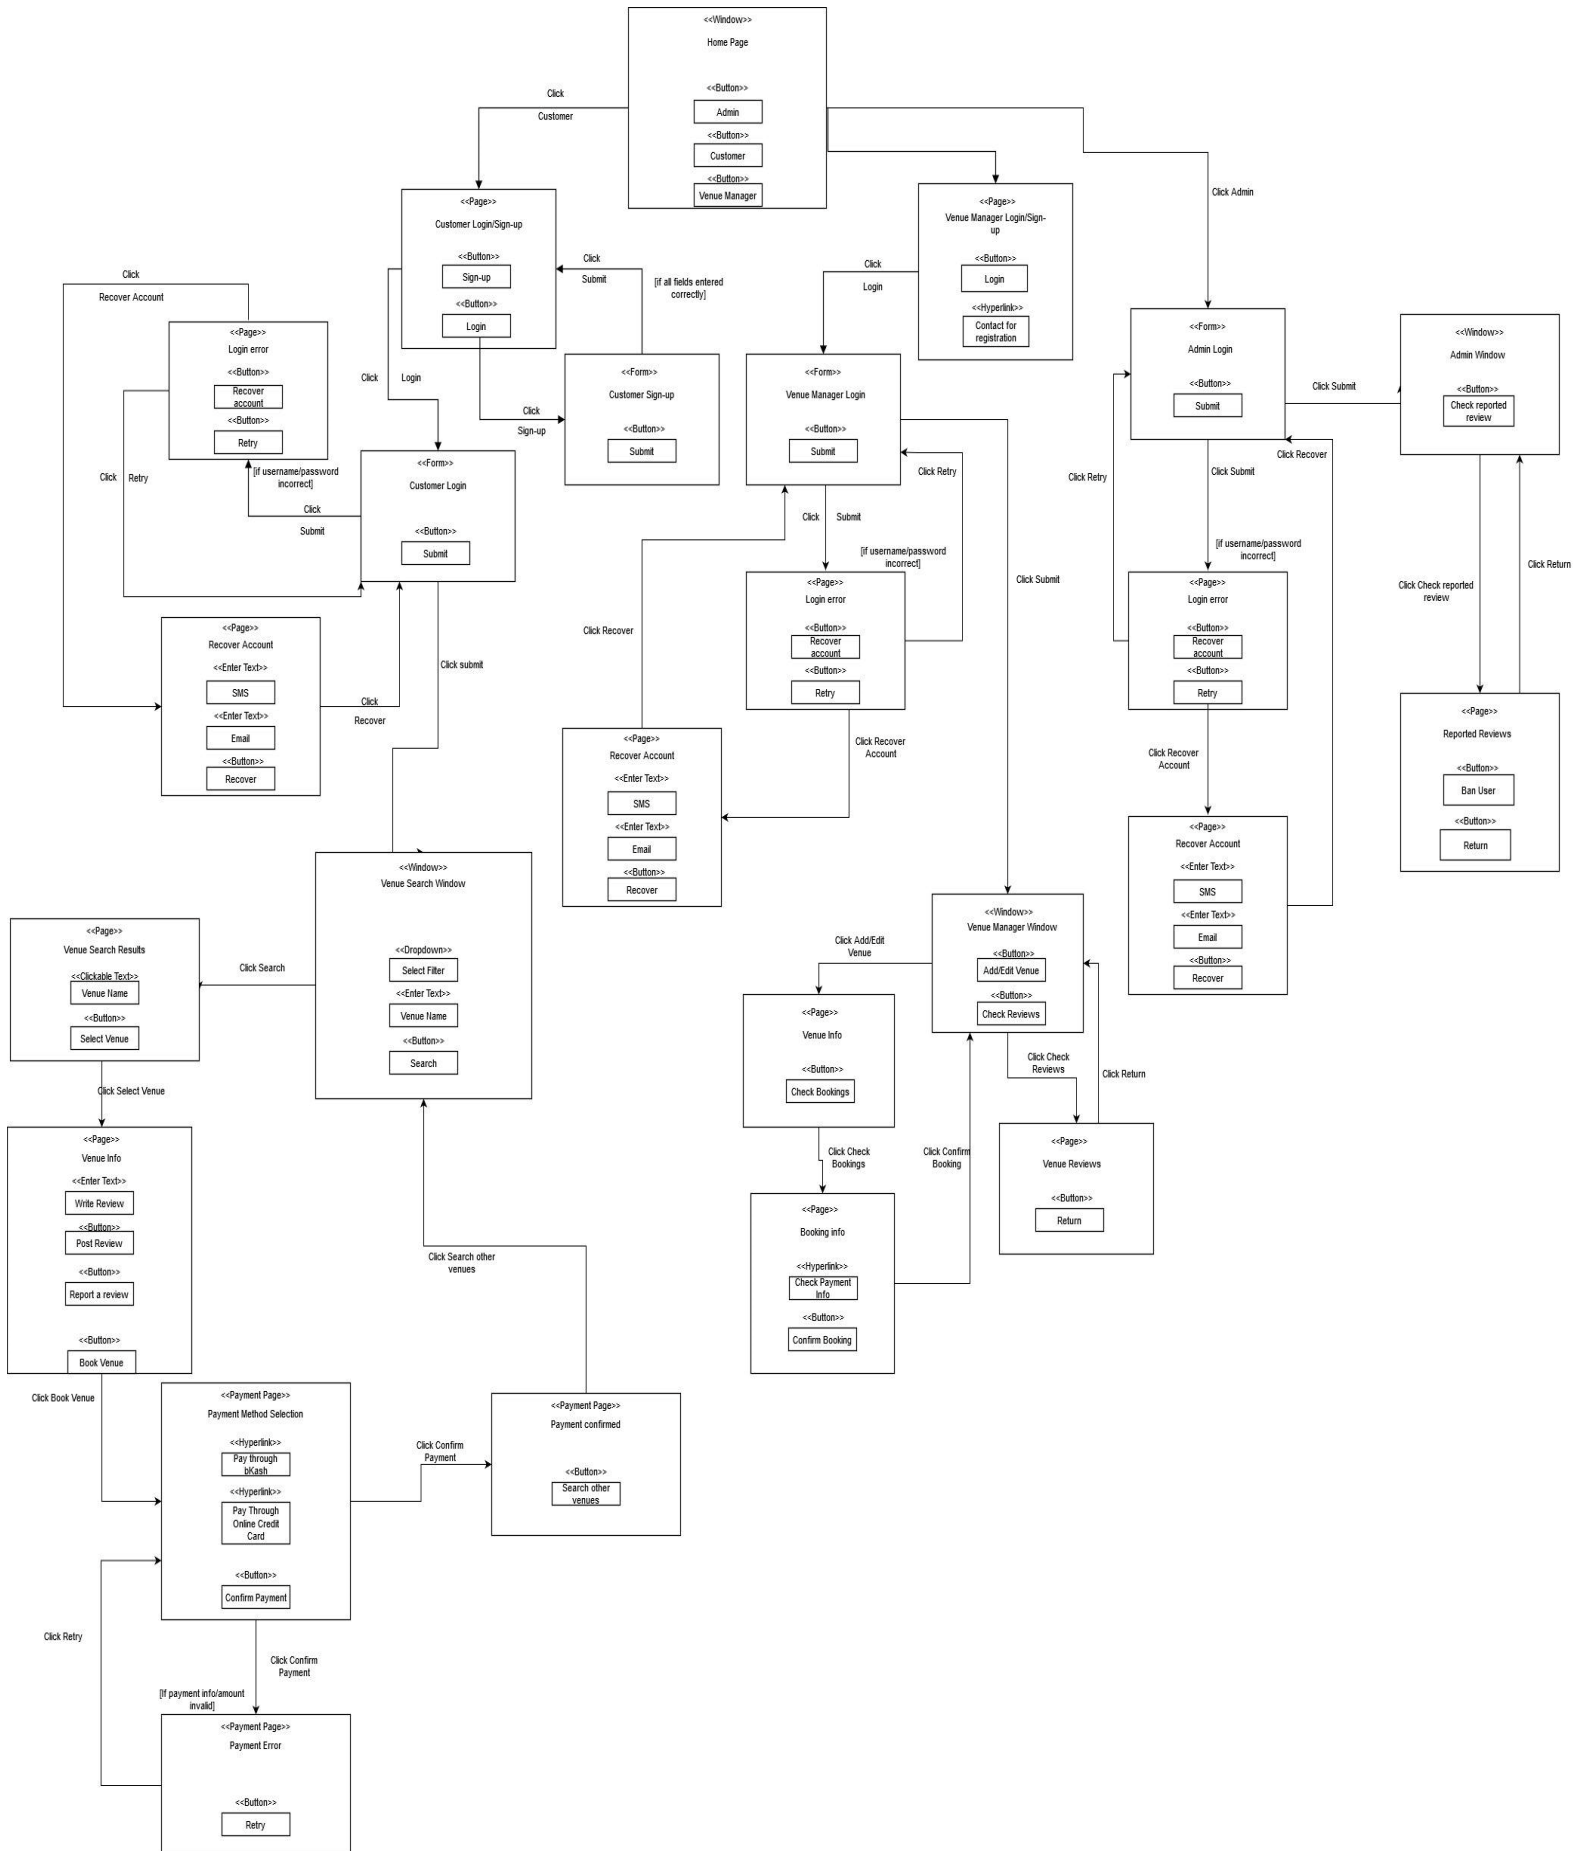 <<Window>>
Home Page
<<Button>>
Admin
<<Button>>
Customer
<<Button>>
Venue Manager
Click
Customer
Click Admin
<<Page>>
Customer Login/Sign-up
<<Button>>
Sign-up
<<Button>>
Login
Click
Submit
[if all fields entered
correctly]
<<Page>>
Venue Manager Login/Sign-
up
<<Button>>
Login
<<Hyperlink>>
Contact for
registration
Click
Login
Click
Recover Account
<<Page>>
Login error
<<Button>>
Recover
account
<<Button>>
Retry
Click
Login
Click
Sign-up
<<Form>>
Customer Sign-up
<<Button>>
Submit
<<Form>>
Venue Manager Login
<<Button>>
Submit
<<Form>>
Admin Login
<<Button>>
Submit
Click Submit
<<Window>>
Admin Window
<<Button>>
Check reported
review
Click
Retry
[if username/password
incorrect]
Click
Submit
<<Form>>
Customer Login
<<Button>>
Submit
Click Retry
Click
Submit
[if username/password
incorrect]
Click Submit
Click Retry
Click Submit
Click Recover
[if username/password
incorrect]
Click Check reported
review
Click Return
<<Page>>
Login error
<<Button>>
Recover
account
<<Button>>
Retry
<<Page>>
Login error
<<Button>>
Recover
account
<<Button>>
Retry
<<Page>>
Recover Account
<<Enter Text>>
SMS
<<Enter Text>>
Email
<<Button>>
Recover
Click
Recover
Click submit
Click Recover
Click Recover
Account
Click Recover
Account
<<Page>>
Reported Reviews
<<Button>>
Ban User
<<Button>>
Return
<<Page>>
Recover Account
<<Enter Text>>
SMS
<<Enter Text>>
Email
<<Button>>
Recover
<<Page>>
Recover Account
<<Enter Text>>
SMS
<<Enter Text>>
Email
<<Button>>
Recover
<<Window>>
Venue Search Window
<<Dropdown>>
Select Filter
<<Enter Text>>
Venue Name
<<Button>>
Search
Click Search
<<Page>>
Venue Search Results
<<Clickable Text>>
Venue Name
<<Button>>
Select Venue
Click Select Venue
<<Window>>
Venue Manager Window
<<Button>>
Add/Edit Venue
<<Button>>
Check Reviews
Click Add/Edit
Venue
<<Page>>
Venue Info
<<Button>>
Check Bookings
Click Check
Reviews
Click Return
Click Check
Bookings
Click Confirm
Booking
<<Page>>
Venue Reviews
<<Button>>
Return
<<Page>>
Booking info
<<Hyperlink>>
Check Payment
Info
<<Button>>
Confirm Booking
<<Page>>
Venue Info
<<Enter Text>>
Write Review
<<Button>>
Post Review
<<Button>>
Report a review
<<Button>>
Book Venue
Click Search other
venues
Click Book Venue
<<Payment Page>>
Payment Method Selection
<<Hyperlink>>
Pay through
bKash
<<Hyperlink>>
Pay Through
Online Credit
Card
<<Button>>
Confirm Payment
Click Confirm
Payment
<<Payment Page>>
Payment confirmed
<<Button>>
Search other
venues
Click Retry
Click Confirm
Payment
[If payment info/amount
invalid]
<<Payment Page>>
Payment Error
<<Button>>
Retry